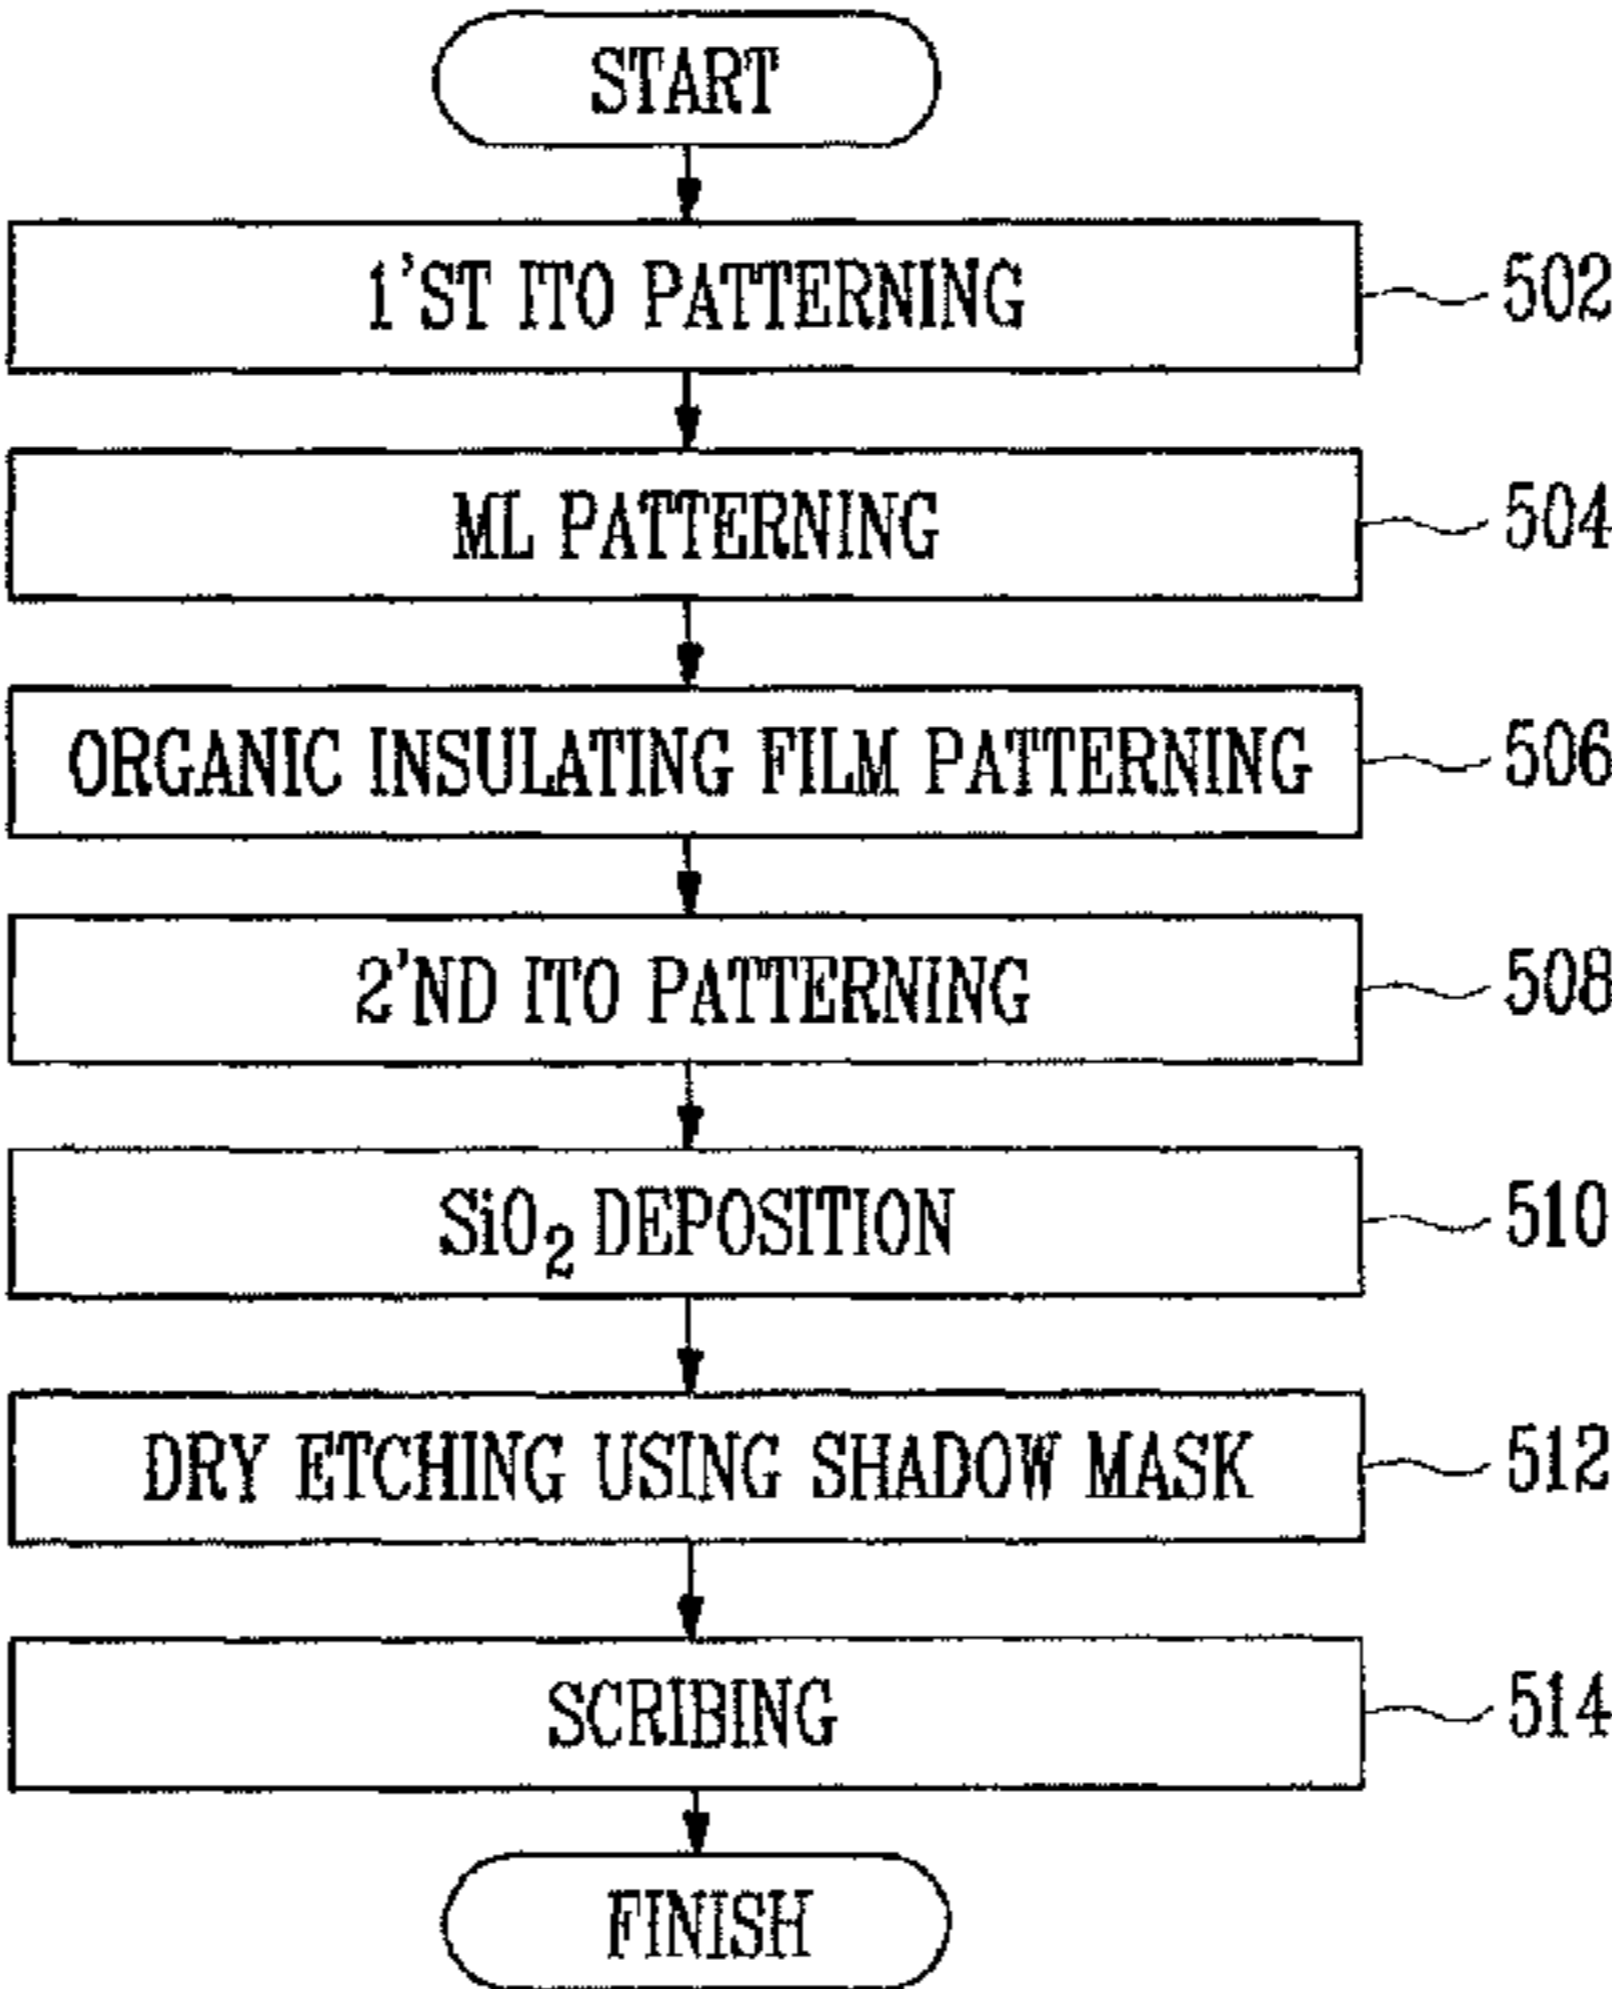 START
1'ST ITO PATTERNING
502
ML PATTERNING
504
ORGANIC INSULATING FILM PATTERNING
506
2'ND ITO PATTERNING
508
SiO₂ DEPOSITION
510
DRY ETCHING USING SHADOW MASK
512
SCRIBING
514
FINISH